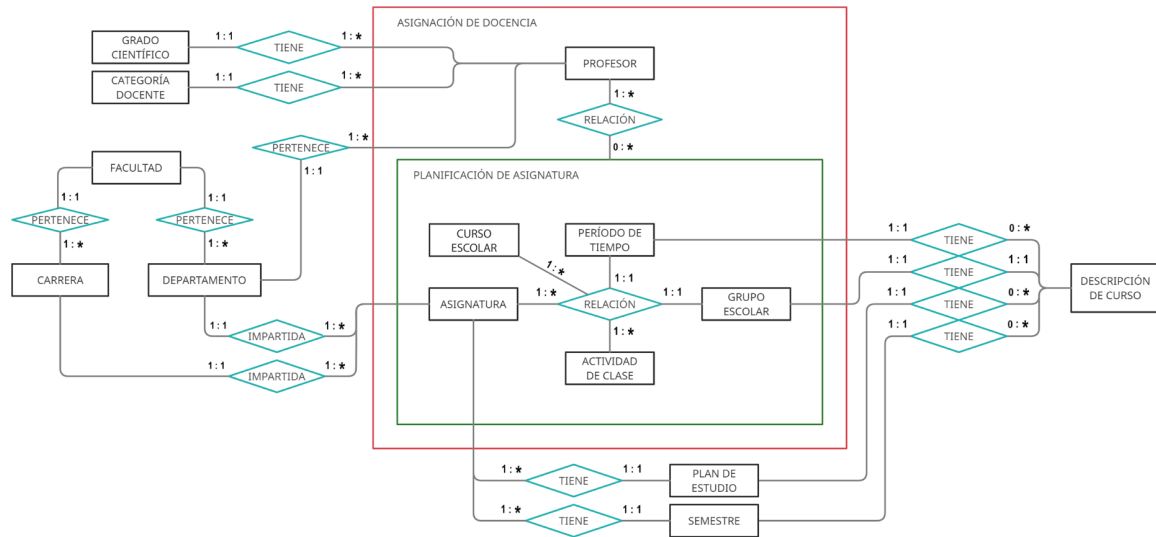 ASIGNACIÓN DE DOCENCIA
GRADO
CIENTÍFICO
1:1
TIENE
1:*
CATEGORÍA
DOCENTE
1:1
TIENE
1:*
PROFESOR
1:*
RELACIÓN
0:*
PERTENECE
1:*
1:1
FACULTAD
1:1
PERTENECE
1:*
1:1
PERTENECE
1:*
CARRERA
DEPARTAMENTO
1:1
IMPARTIDA
1:*
1:1
IMPARTIDA
1:*
PLANIFICACIÓN DE ASIGNATURA
CURSO
ESCOLAR
1:*
PERÍODO DE
TIEMPO
1:1
ASIGNATURA
1:*
RELACIÓN
1:1
GRUPO
ESCOLAR
1:*
ACTIVIDAD
DE CLASE
1:1
TIENE
0:*
1:1
TIENE
1:1
1:1
TIENE
0:*
1:1
TIENE
0:*
DESCRIPCIÓN
DE CURSO
1:*
TIENE
1:1
PLAN DE
ESTUDIO
1:*
TIENE
1:1
SEMESTRE